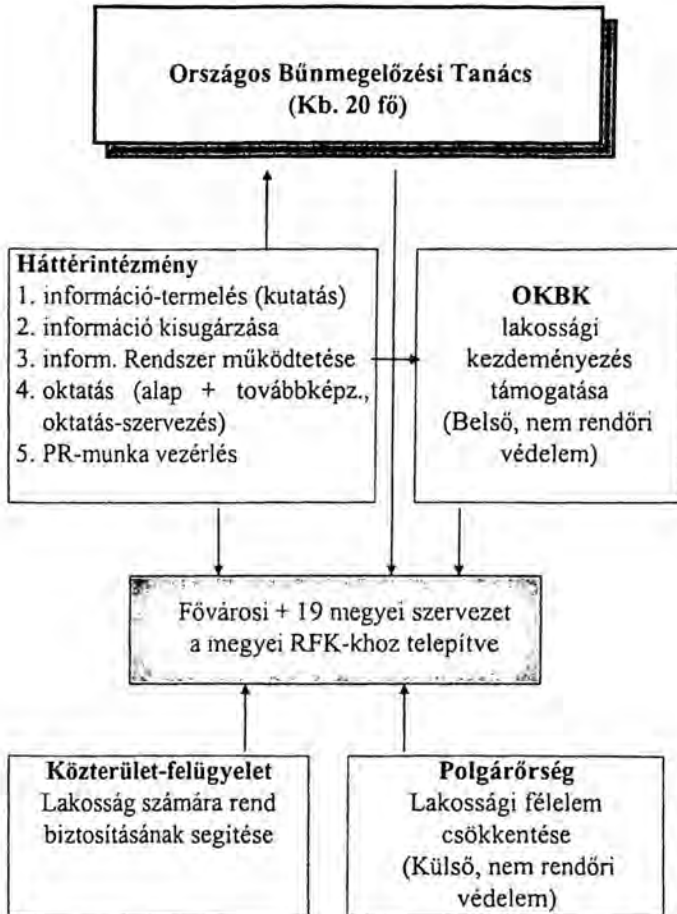 Országos Bűnmegelőzési Tanács
(Kb. 20 fő)
Háttérintézmény
1. információ-termelés (kutatás)
2. információ kisugárzása
3. inform. Rendszer működtetése
4. oktatás (alap + továbbképz.,
oktatás-szervezés)
5. PR-munka vezérlés
OKBK
lakossági
kezdeményezés
támogatása
(Belső, nem rendőri
védelem)
Fővárosi + 19 megyei szervezet
a megyei RFK-khoz telepítve
Közterület-felügyelet
Lakosság számára rend
biztosításának segítése
Polgárőrség
Lakossági félelem
csökkentése
(Külső, nem rendőri
védelem)